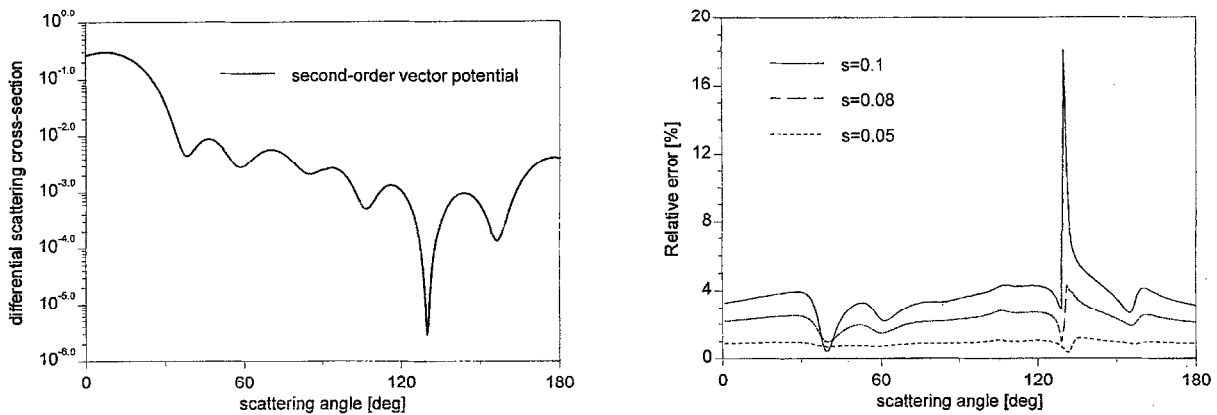 differential scattering cross-section
10^0.0
10^-1.0
10^-2.0
10^-3.0
10^-4.0
10^-5.0
10^-6.0
second-order vector potential
0 60 120 180
scattering angle [deg]
Relative error [%]
20
16
12
8
4
0
s=0.1
s=0.08
s=0.05
0 60 120 180
scattering angle [deg]